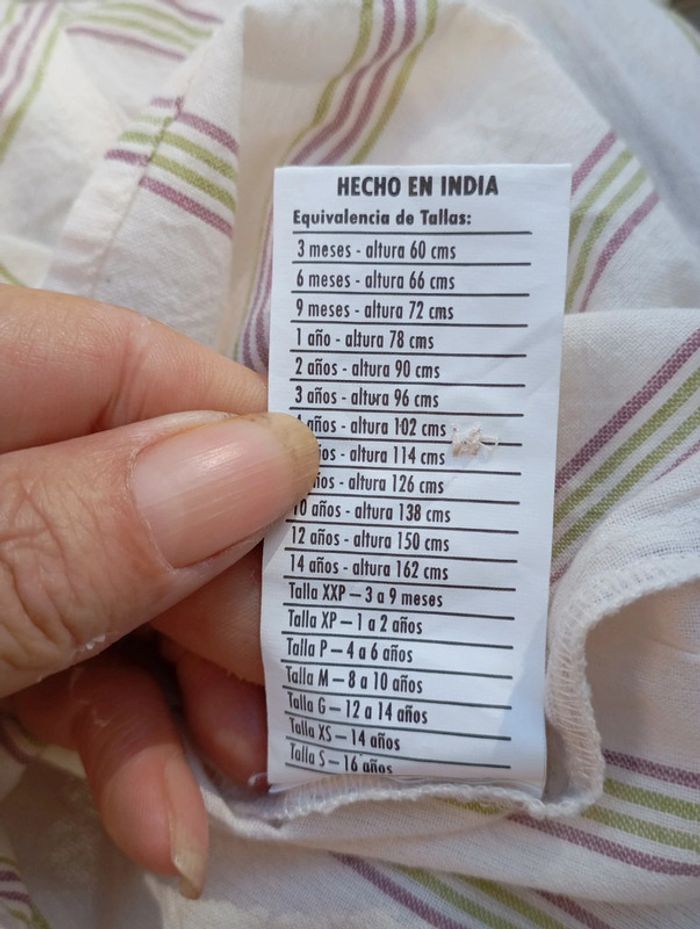 HECHO EN INDIA
Equivalencia de Tallas:
3 meses - altura 60 cms
6 meses - altura 66 cms
9 meses - altura 72 cms
1 año - altura 78 cms
2 años - altura 90 cms
3 años - altura 96 cms
años - altura 102 cms
altura 114 cms
altura 126 cms
10 años - altura 138 cms
12 años - altura 150 cms
14 años - altura 162 cms
Talla XXP – 3 a 9 meses
Talla XP – 1 a 2 años
Talla P – 4 a 6 años
Talla M – 8 a 10 años
Talla G – 12 a 14 años
Talla XS – 14 años
Talla S – 16 años